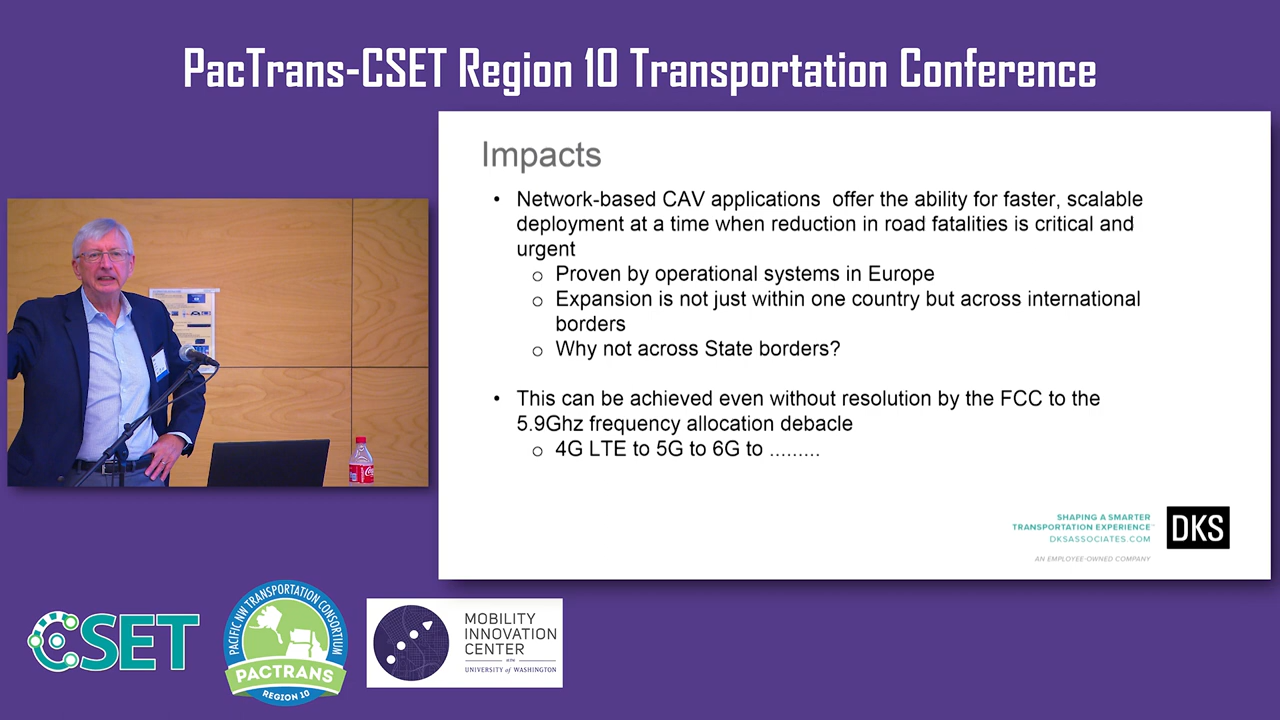 PacTrans-CSET Region 10 Transportation Conference
Impacts
• Network-based CAV applications offer the ability for faster, scalable
deployment at a time when reduction in road fatalities is critical and
urgent
o Proven by operational systems in Europe
o Expansion is not just within one country but across international
borders
o Why not across State borders?
• This can be achieved even without resolution by the FCC to the
5.9Ghz frequency allocation debacle
o 4G LTE to 5G to 6G to .........
SHAPING A SMARTER
TRANSPORTATION EXPERIENCE™
DKSASSOCIATES.COM
AN EMPLOYEE-OWNED COMPANY
DKS
CSET
PACIFIC NW TRANSPORTATION CONSORTIUM
PACTRANS
REGION 10
MOBILITY
INNOVATION
CENTER
UNIVERSITY of WASHINGTON